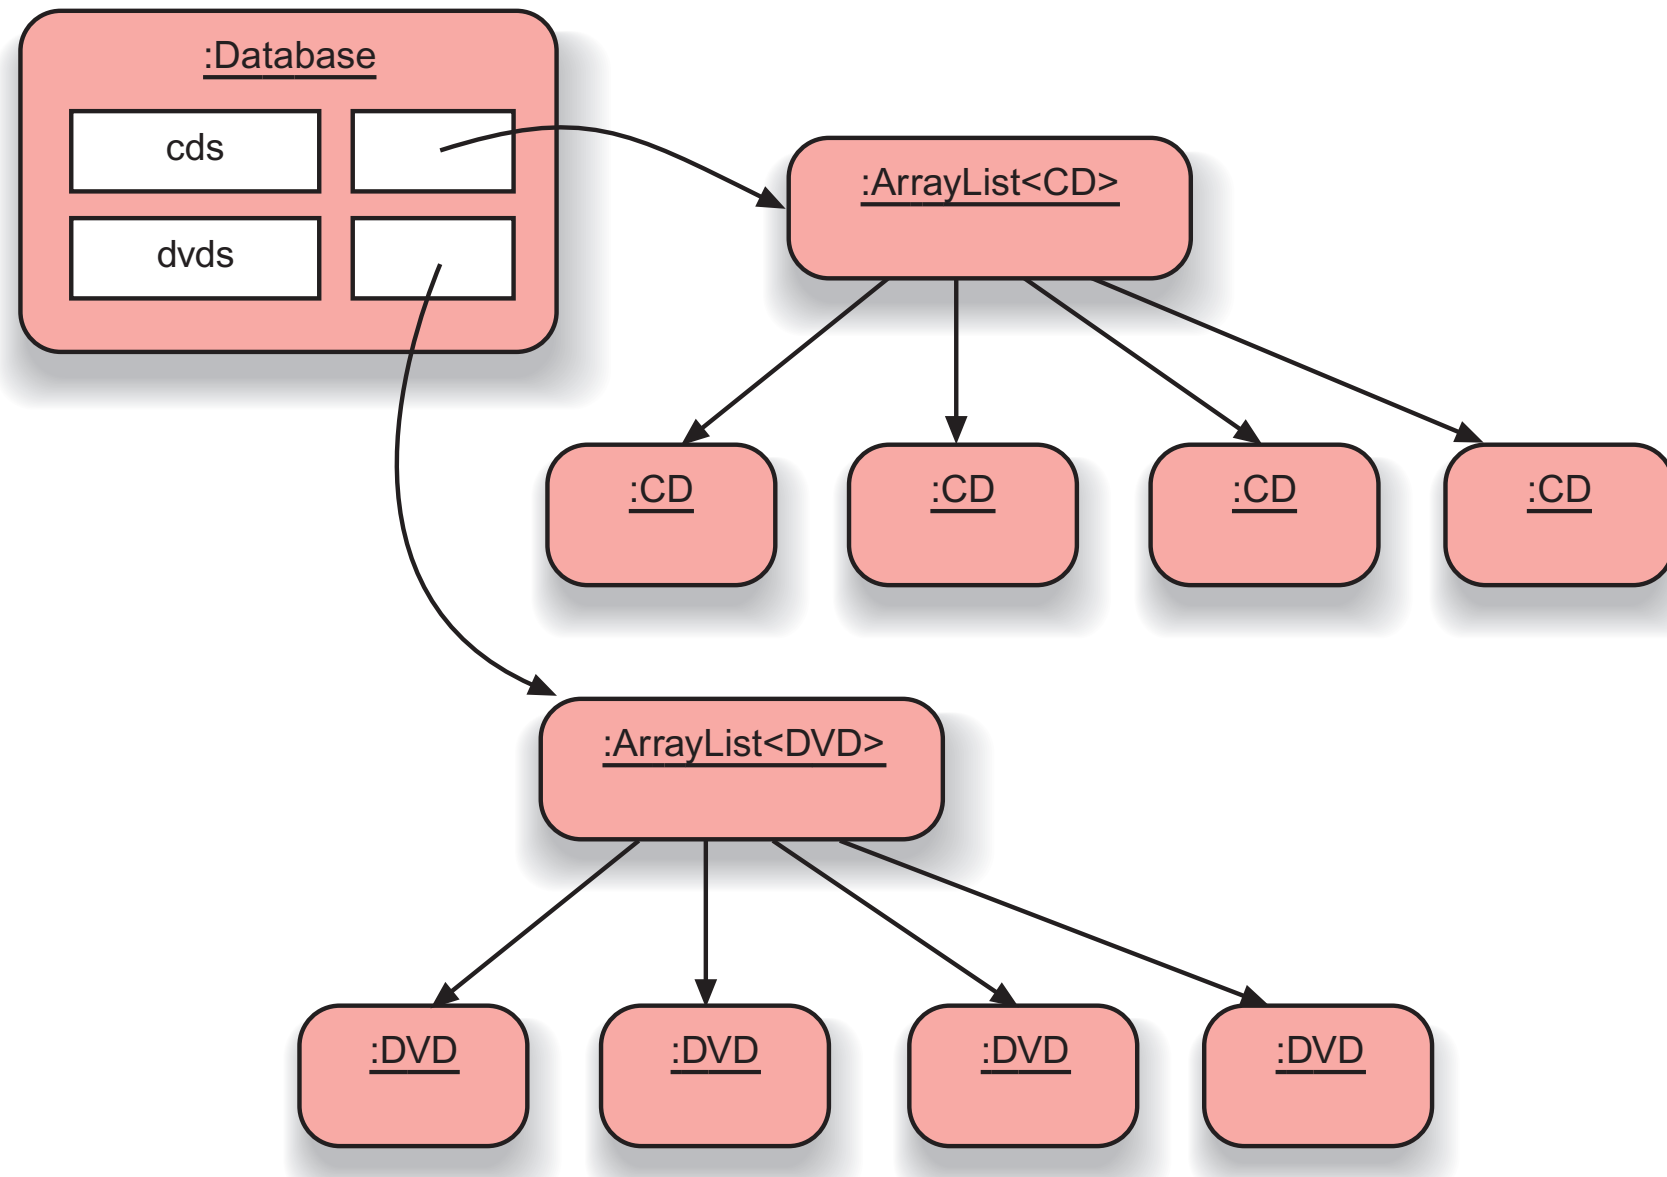 :Database
cds
dvds
:ArrayList<CD>
:CD
:CD
:CD
:CD
:ArrayList<DVD>
:DVD
:DVD
:DVD
:DVD